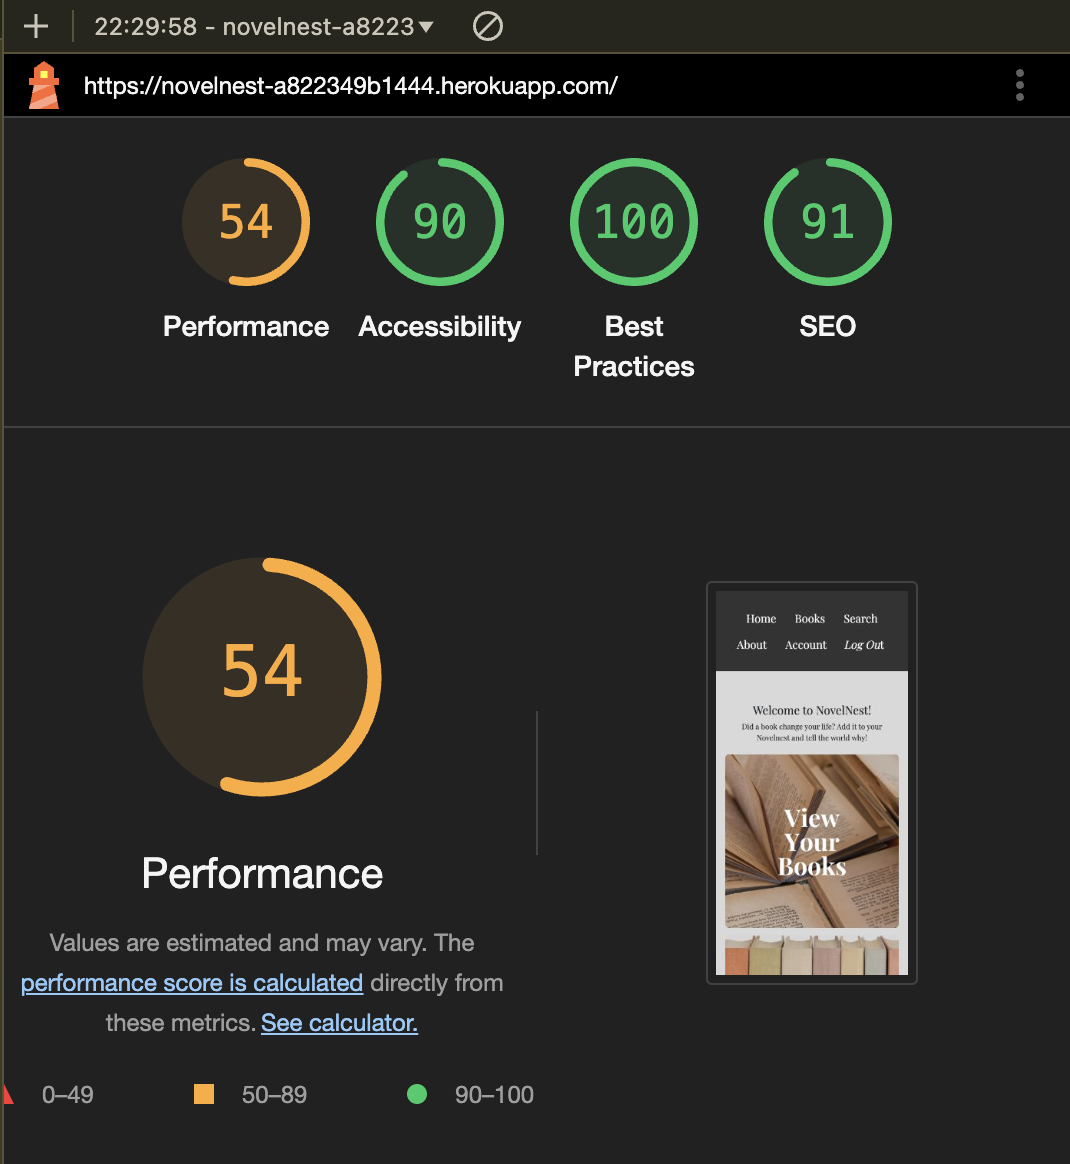 22:29:58 - novelnest-a8223
https://novelnest-a822349b1444.herokuapp.com/
54
90
100
91
Performance
Accessibility
Best
Practices
SEO
54
Performance
Values are estimated and may vary. The
performance score is calculated directly from
these metrics. See calculator.
0–49
50–89
90–100
Home Books Search
About Account Log Out
Welcome to NovelNest!
Did a book change your life? Add it to your
Novelnest and tell the world why!
View
Your
Books